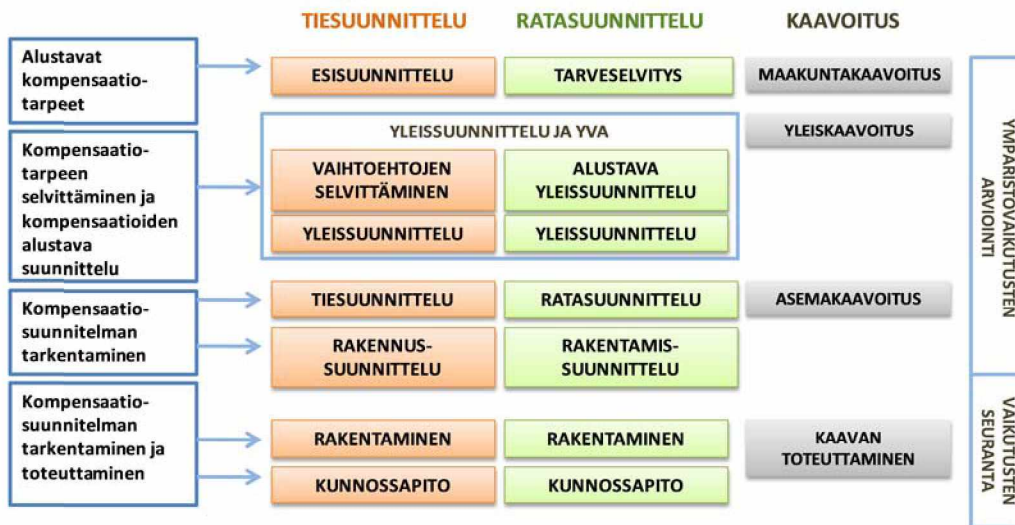 TIESUUNNITTELU
RATASUUNNITTELU
KAAVOITUS
Alustavat
kompensaatio-
tarpeet
ESISUUNNITTELU
TARVESELVITYS
MAAKUNTAKAAVOITUS
Kompensaatio-
tarpeen
selvittäminen ja
kompensaatioiden
alustava
suunnittelu
YLEISSUUNNITTELU JA YVA
VAIHTOEHTOJEN
SELVITTÄMINEN
ALUSTAVA
YLEISSUUNNITTELU
YLEISSUUNNITTELU
YLEISSUUNNITTELU
YLEISKAAVOITUS
Kompensaatio-
suunnitelman
tarkentaminen
TIESUUNNITTELU
RATASUUNNITTELU
ASEMAKAAVOITUS
RAKENNUS-
SUUNNITTELU
RAKENTAMIS-
SUUNNITTELU
Kompensaatio-
suunnitelman
tarkentaminen ja
toteuttaminen
RAKENTAMINEN
RAKENTAMINEN
KAAVAN
TOTEUTTAMINEN
KUNNOSSAPITO
KUNNOSSAPITO
YMPARISTOVAIKUTUSTEN
ARVIOINTI
VAIKUTUSTEN
SEURANTA